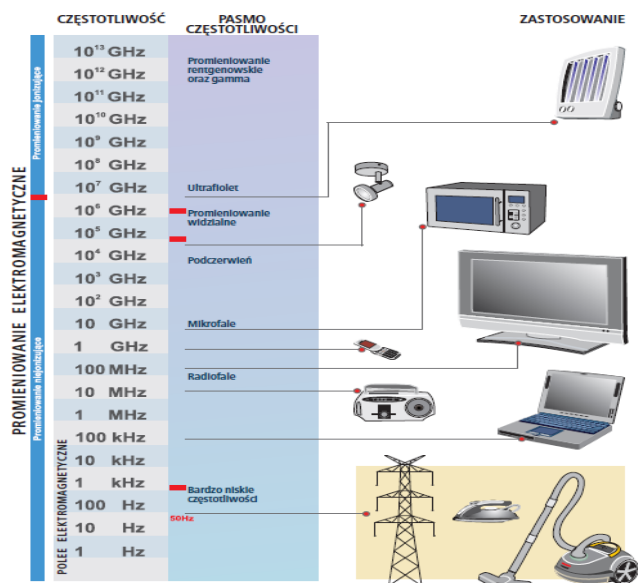 CZĘSTOTLIWOŚĆ
PASMO
CZĘSTOTLIWOŚCI
ZASTOSOWANIE
PROMIENIOWANIE ELEKTROMAGNETYCZNE
Promieniowanie jonizujące
Promieniowanie niejonizujące
POLEE ELEKTROMAGNETYCZNE
10¹³ GHz
10¹² GHz
10¹¹ GHz
10¹⁰ GHz
10⁹ GHz
10⁸ GHz
10⁷ GHz
10⁶ GHz
10⁵ GHz
10⁴ GHz
10³ GHz
10² GHz
10 GHz
1 GHz
100 MHz
10 MHz
1 MHz
100 kHz
10 kHz
1 kHz
100 Hz
10 Hz
1 Hz
Promieniowanie
rentgenowskie
oraz gamma
Ultrafiolet
Promieniowanie
widzialne
Podczerwień
Mikrofale
Radiofale
Bardzo niskie
częstotliwości
50Hz